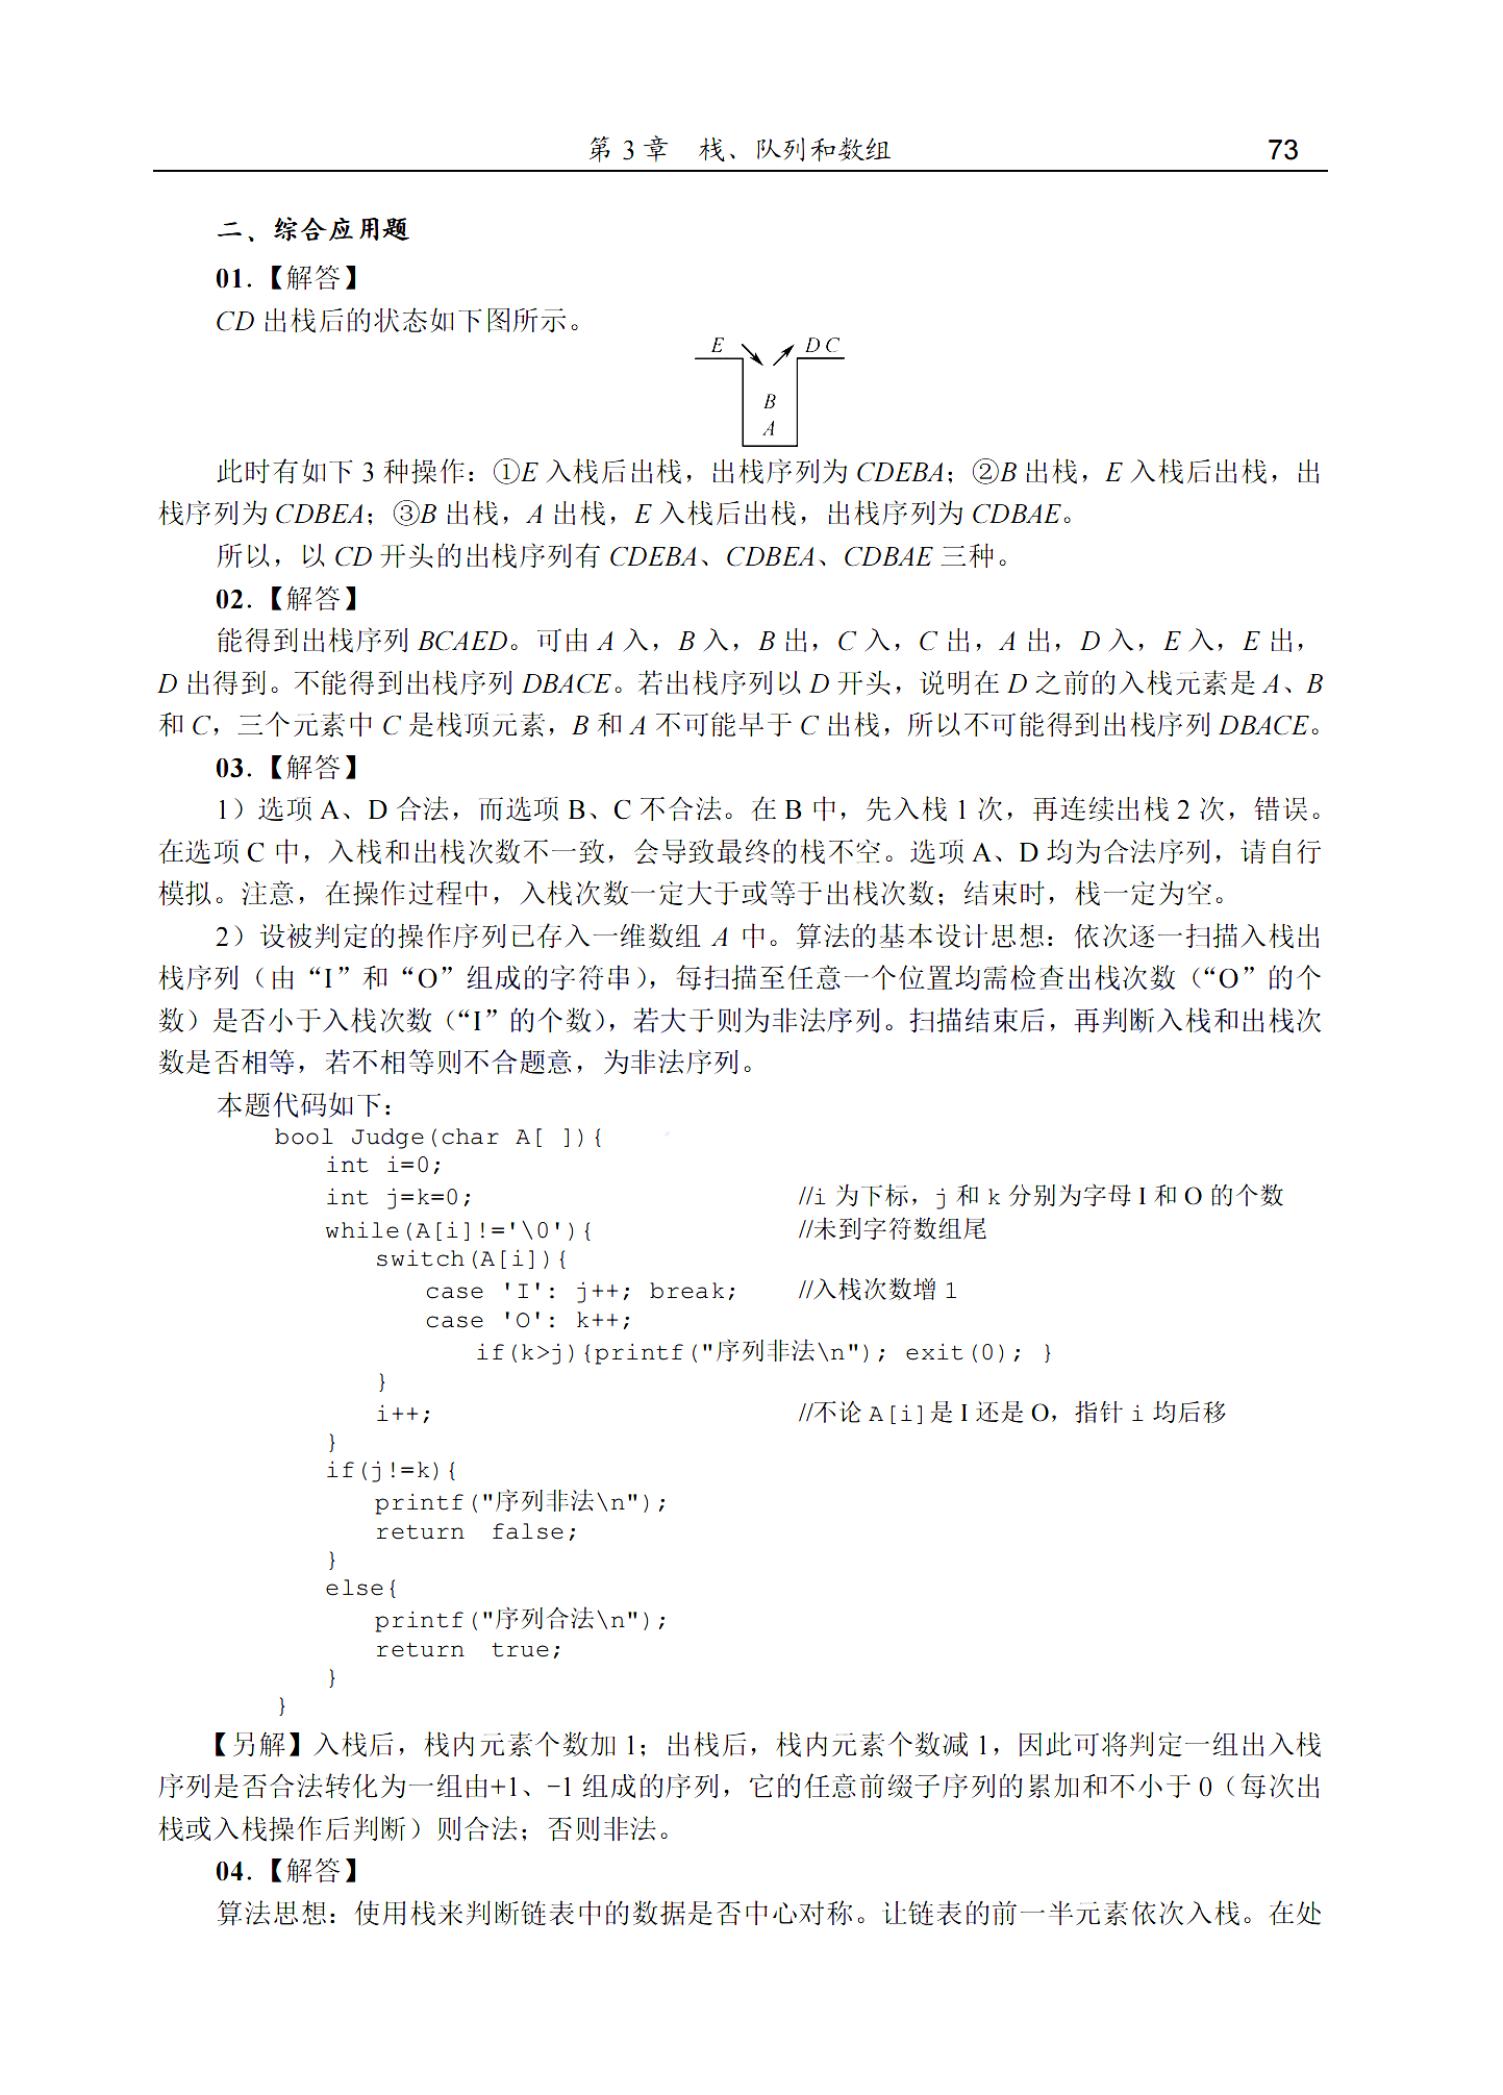 第 3 章 栈、队列和数组 73
二、综合应用题
01.【解答】
CD 出栈后的状态如下图所示。
E D C
B
A
此时有如下 3 种操作：①E 入栈后出栈，出栈序列为 CDEBA；②B 出栈，E 入栈后出栈，出
栈序列为 CDBEA；③B 出栈，A 出栈，E 入栈后出栈，出栈序列为 CDBAE。
所以，以 CD 开头的出栈序列有 CDEBA、CDBEA、CDBAE 三种。
02.【解答】
能得到出栈序列 BCAED。可由 A 入，B 入，B 出，C 入，C 出，A 出，D 入，E 入，E 出，
D 出得到。不能得到出栈序列 DBACE。若出栈序列以 D 开头，说明在 D 之前的入栈元素是 A、B
和 C，三个元素中 C 是栈顶元素，B 和 A 不可能早于 C 出栈，所以不可能得到出栈序列 DBACE。
03.【解答】
1）选项 A、D 合法，而选项 B、C 不合法。在 B 中，先入栈 1 次，再连续出栈 2 次，错误。
在选项 C 中，入栈和出栈次数不一致，会导致最终的栈不空。选项 A、D 均为合法序列，请自行
模拟。注意，在操作过程中，入栈次数一定大于或等于出栈次数；结束时，栈一定为空。
2）设被判定的操作序列已存入一维数组 A 中。算法的基本设计思想：依次逐一扫描入栈出
栈序列（由“I”和“O”组成的字符串），每扫描至任意一个位置均需检查出栈次数（“O”的个
数）是否小于入栈次数（“I”的个数），若大于则为非法序列。扫描结束后，再判断入栈和出栈次
数是否相等，若不相等则不合题意，为非法序列。
本题代码如下：
bool Judge(char A[ ]){
int i=0;
int j=k=0; //i 为下标，j 和 k 分别为字母 I 和 O 的个数
while(A[i]!='\0'){ //未到字符数组尾
switch(A[i]){
case 'I': j++; break; //入栈次数增 1
case 'O': k++;
if(k>j){printf("序列非法\n"); exit(0); }
}
i++; //不论 A[i]是 I 还是 O，指针 i 均后移
}
if(j!=k){
printf("序列非法\n");
return false;
}
else{
printf("序列合法\n");
return true;
}
}
【另解】入栈后，栈内元素个数加 1；出栈后，栈内元素个数减 1，因此可将判定一组出入栈
序列是否合法转化为一组由+1、-1 组成的序列，它的任意前缀子序列的累加和不小于 0（每次出
栈或入栈操作后判断）则合法；否则非法。
04.【解答】
算法思想：使用栈来判断链表中的数据是否中心对称。让链表的前一半元素依次入栈。在处